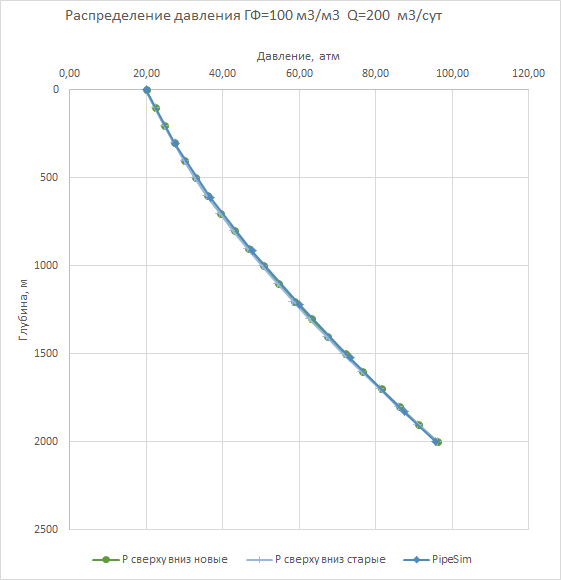 Распределение давления ГФ=100 м3/м3 Q=200 м3/сут
Давление, атм
0,00 20,00 40,00 60,00 80,00 100,00 120,00
0
500
1000
1500
2000
2500
Глубина, м
Р сверху вниз новые Р сверху вниз старые PipeSim